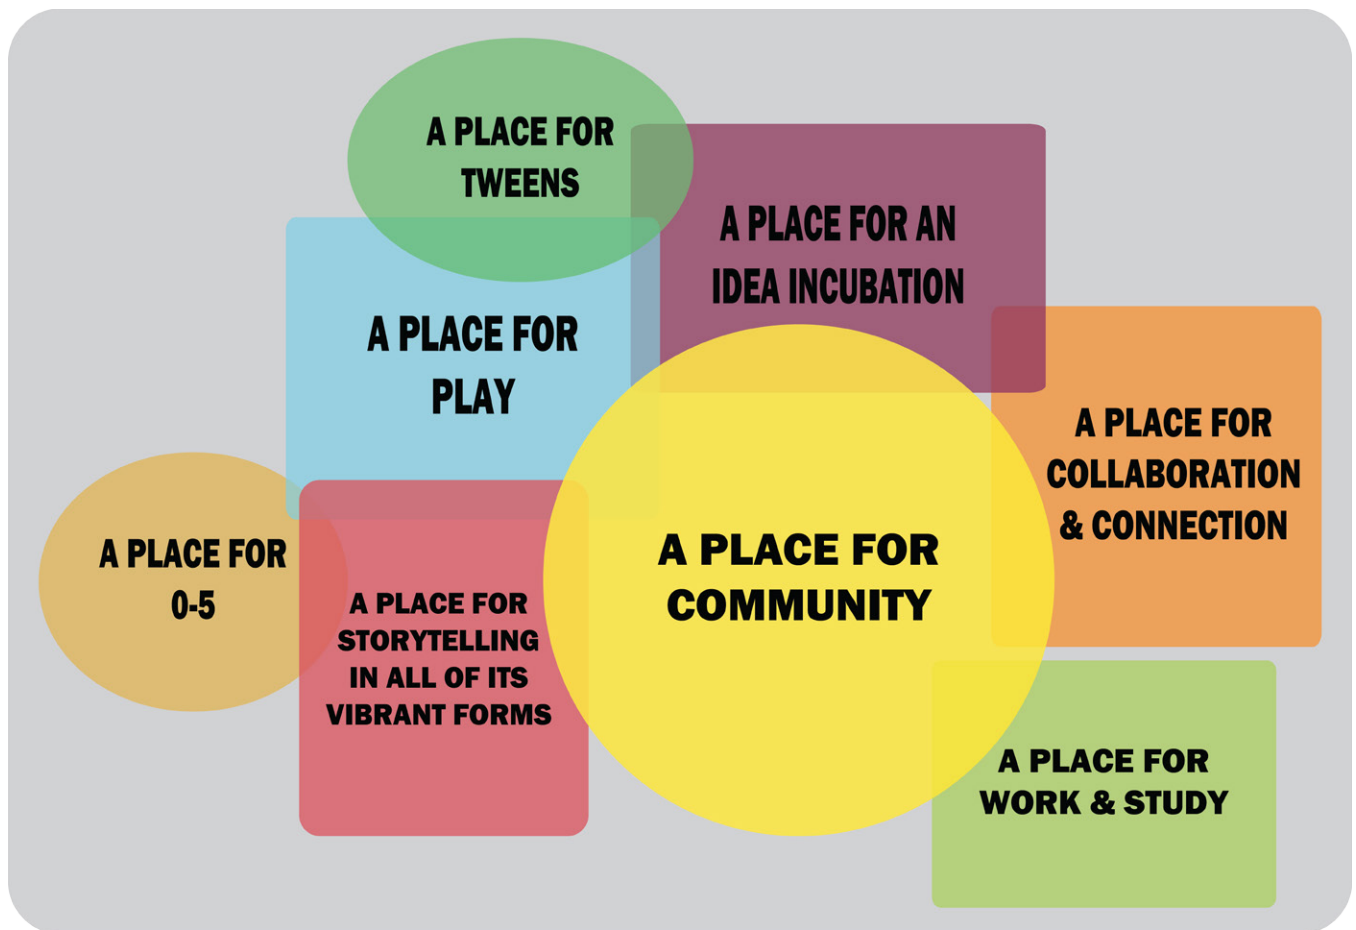 A PLACE FOR
TWEENS
A PLACE FOR AN
IDEA INCUBATION
A PLACE FOR
PLAY
A PLACE FOR
COLLABORATION
& CONNECTION
A PLACE FOR
0-5
A PLACE FOR
STORYTELLING
IN ALL OF ITS
VIBRANT FORMS
A PLACE FOR
COMMUNITY
A PLACE FOR
WORK & STUDY